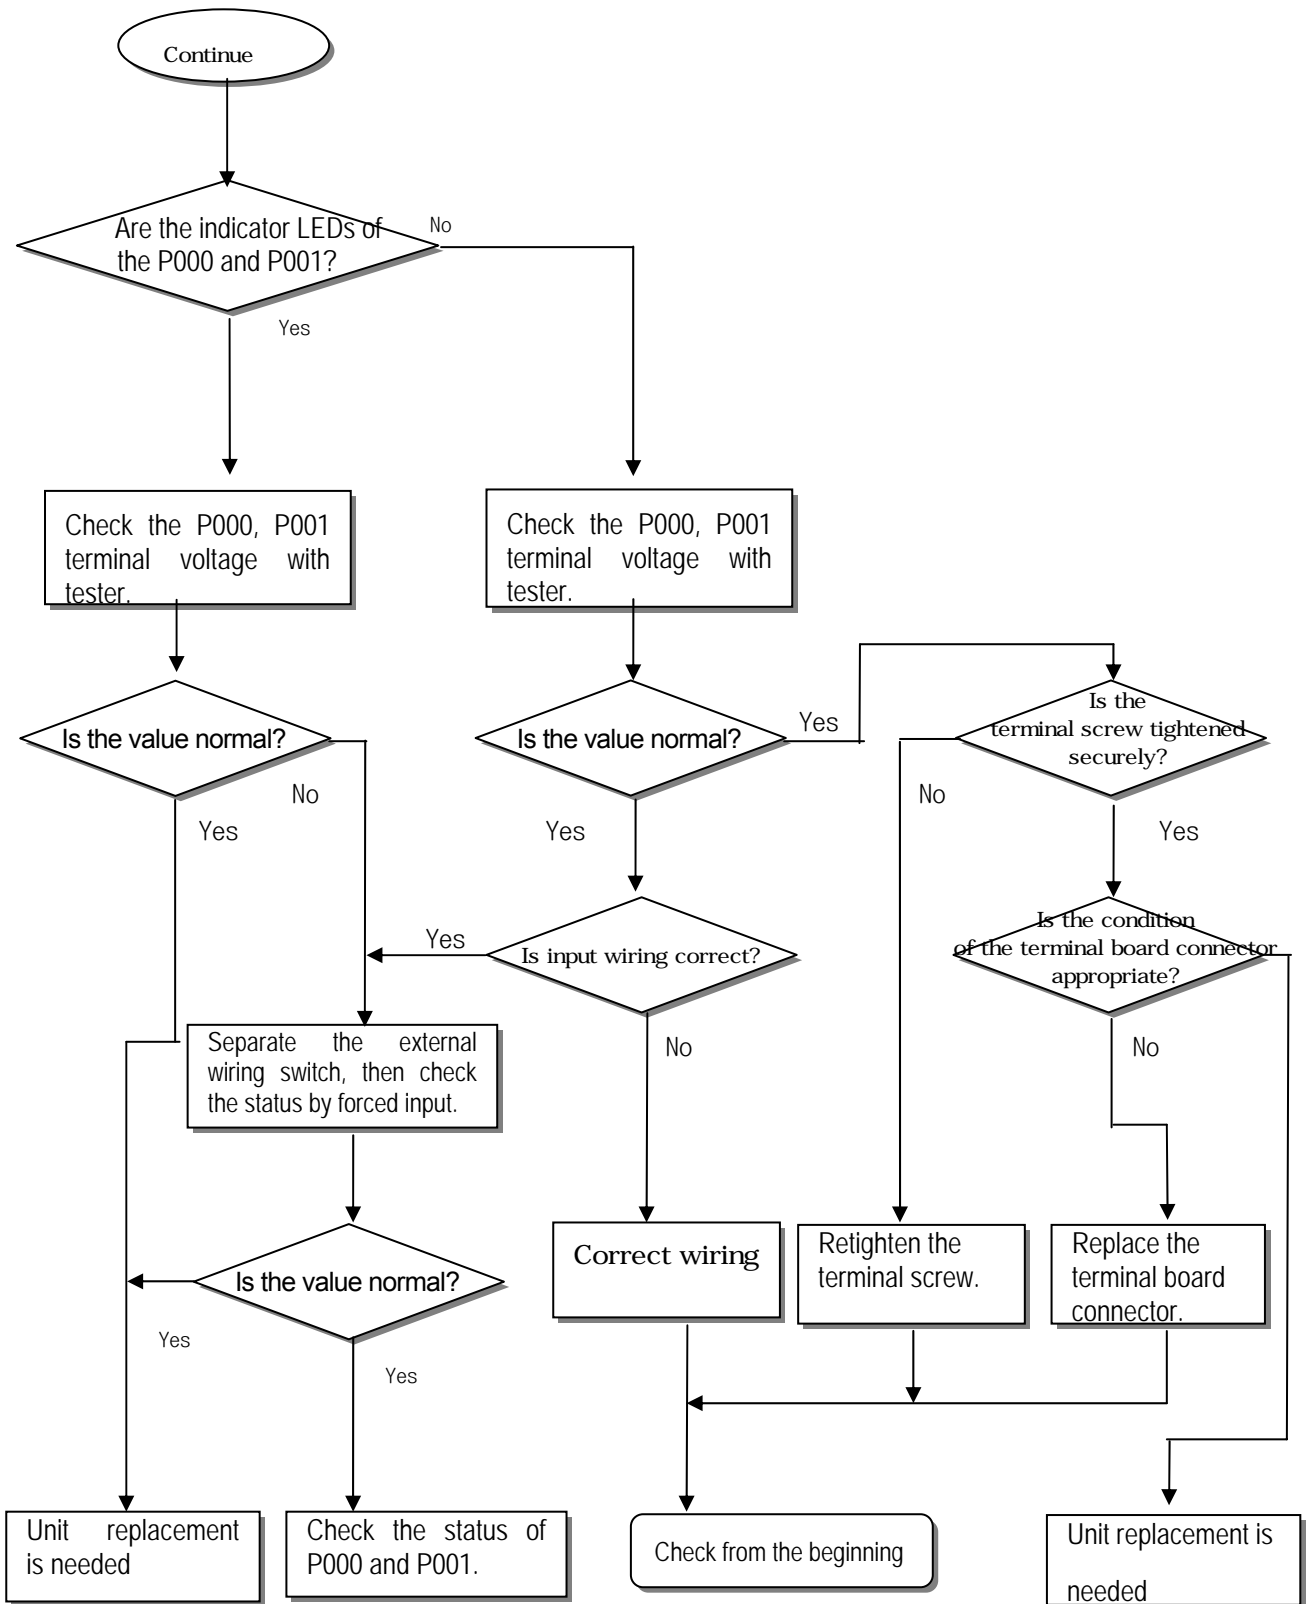 Continue
Are the indicator LEDs of
the P000 and P001?
No
Yes
Check the P000, P001
terminal voltage with
tester.
Check the P000, P001
terminal voltage with
tester.
Is the value normal?
No
Yes
Is the value normal?
Yes
Yes
Is the
terminal screw tightened
securely?
No
Yes
Is input wiring correct?
Yes
No
Is the condition
of the terminal board connector
appropriate?
No
Separate the external
wiring switch, then check
the status by forced input.
Is the value normal?
Yes
Yes
Correct wiring
Retighten the
terminal screw.
Replace the
terminal board
connector.
Unit replacement
is needed
Check the status of
P000 and P001.
Check from the beginning
Unit replacement is
needed